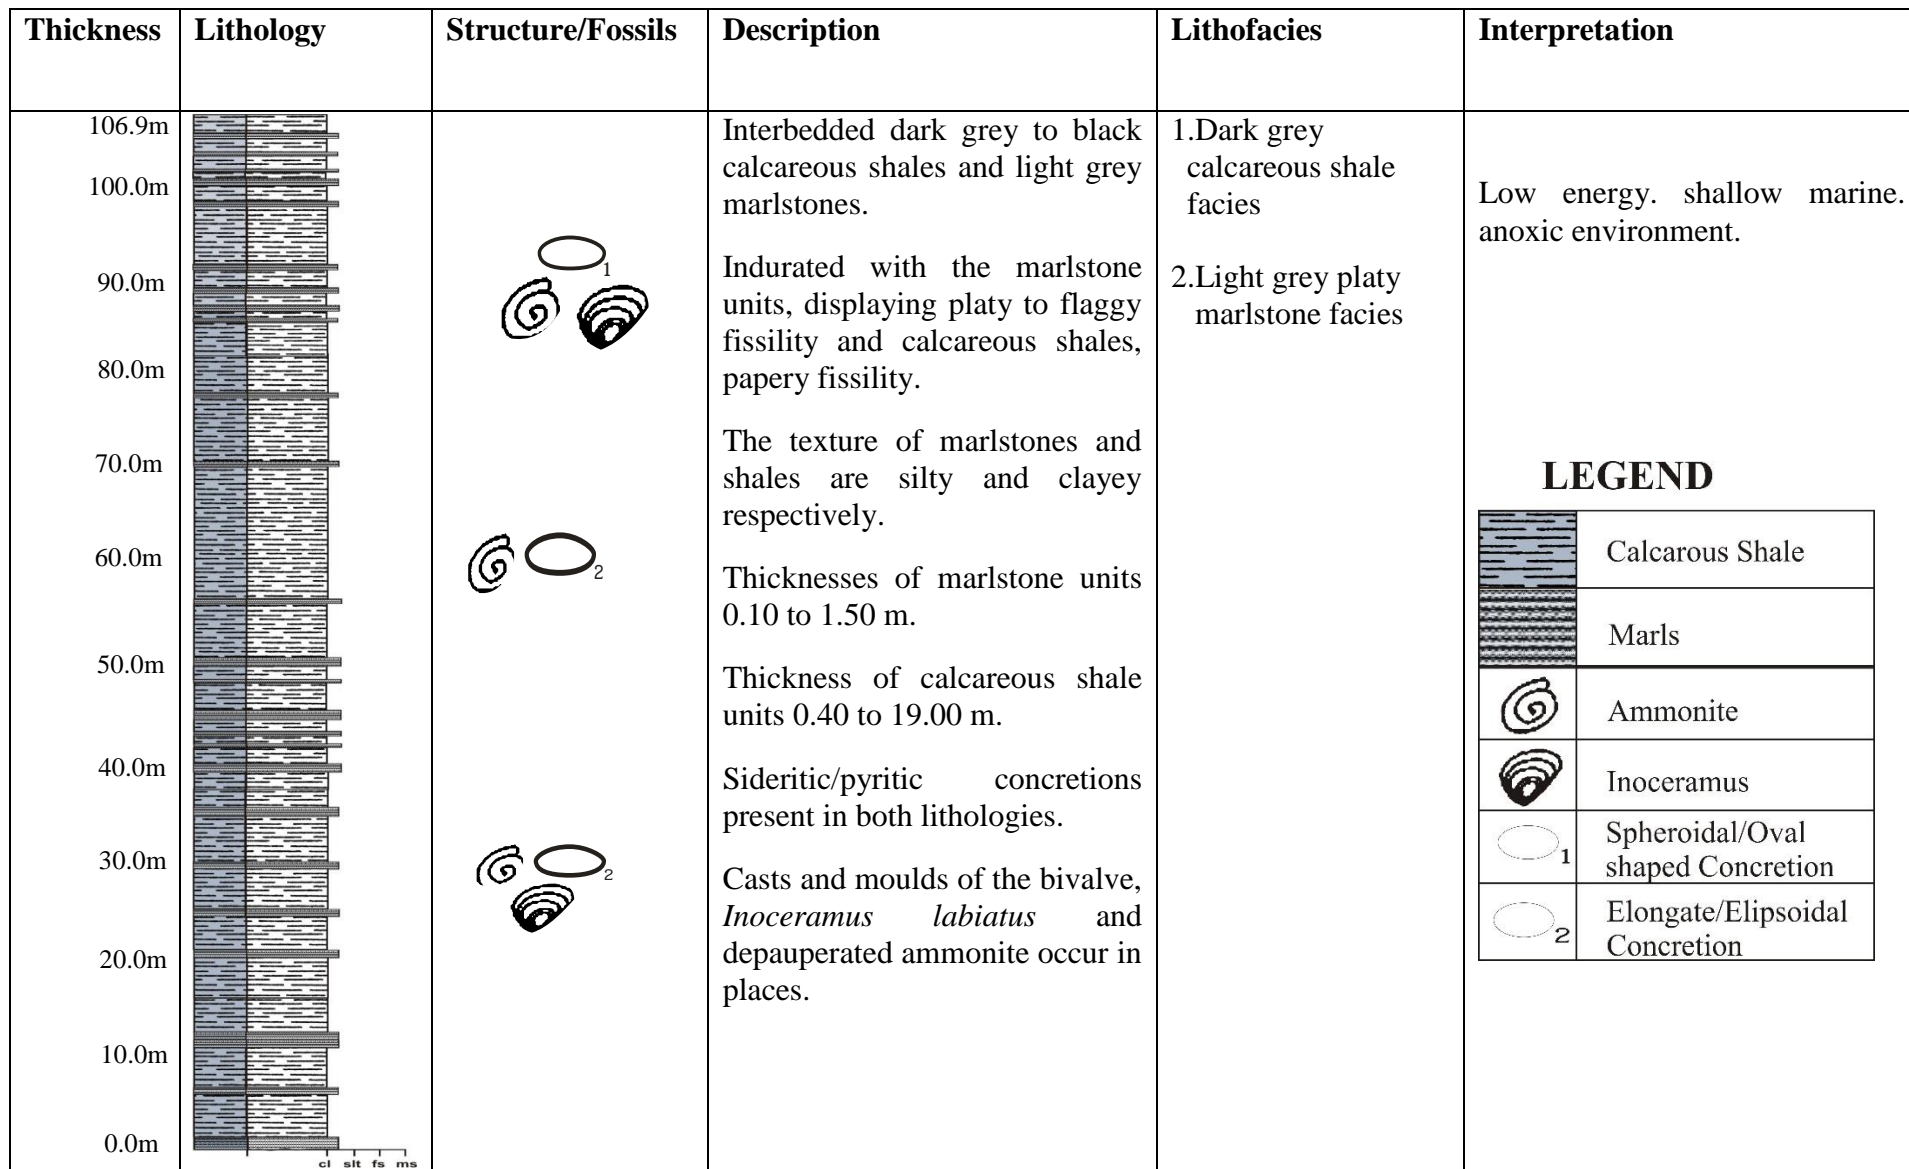 Thickness
Lithology
Structure/Fossils
Description
Lithofacies
Interpretation
106.9m
100.0m
90.0m
80.0m
70.0m
60.0m
50.0m
40.0m
30.0m
20.0m
10.0m
0.0m
cl slt fs ms
1
2
2
Interbedded dark grey to black
calcareous shales and light grey
marlstones.
Indurated with the marlstone
units, displaying platy to flaggy
fissility and calcareous shales,
papery fissility.
The texture of marlstones and
shales are silty and clayey
respectively.
Thicknesses of marlstone units
0.10 to 1.50 m.
Thickness of calcareous shale
units 0.40 to 19.00 m.
Sideritic/pyritic concretions
present in both lithologies.
Casts and moulds of the bivalve,
Inoceramus labiatus and
depauperated ammonite occur in
places.
1.Dark grey
calcareous shale
facies
2.Light grey platy
marlstone facies
Low energy. shallow marine.
anoxic environment.
LEGEND
Calcarous Shale
Marls
Ammonite
Inoceramus
1
Spheroidal/Oval
shaped Concretion
2
Elongate/Elipsoidal
Concretion